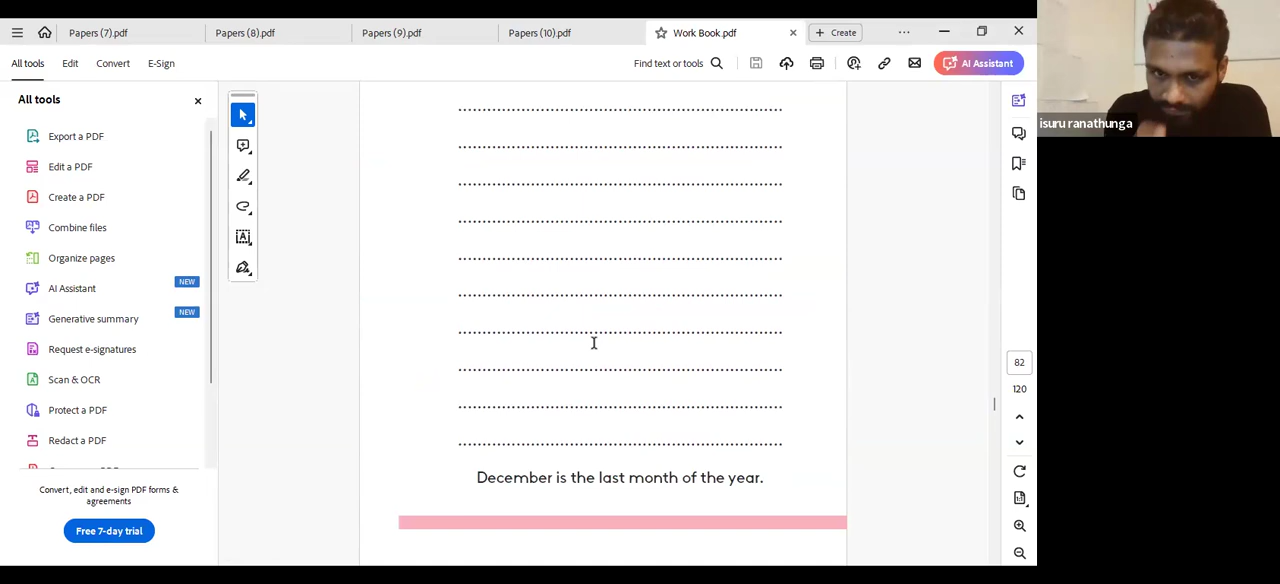 Papers (7).pdf
Papers (8).pdf
Papers (9).pdf
Papers (10).pdf
Work Book.pdf
Create
All tools
Edit
Convert
E-Sign
Find text or tools
AI Assistant
isuru ranathunga
All tools
Export a PDF
Edit a PDF
Create a PDF
Combine files
Organize pages
AI Assistant
NEW
Generative summary
NEW
Request e-signatures
Scan & OCR
Protect a PDF
Redact a PDF
Convert, edit and e-sign PDF forms &
agreements
Free 7-day trial
December is the last month of the year.
82
120